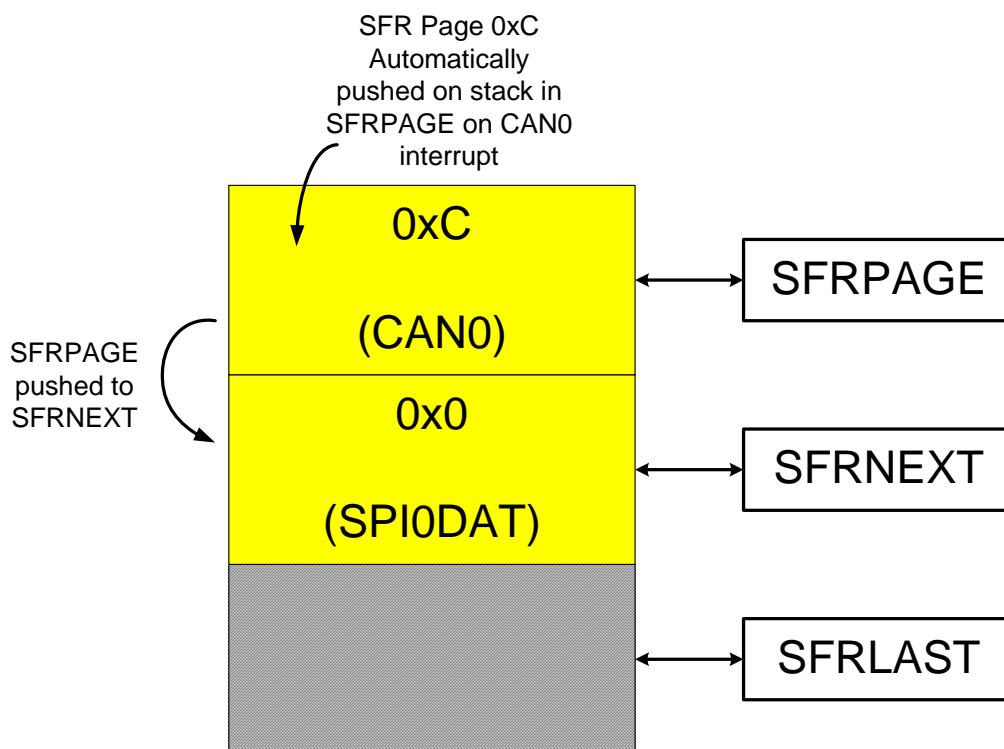 SFR Page 0xC
Automatically
pushed on stack in
SFRPAGE on CAN0
interrupt
0xC
(CAN0)
SFRPAGE
SFRPAGE
pushed to
SFRNEXT
0x0
(SPI0DAT)
SFRNEXT
SFRLAST